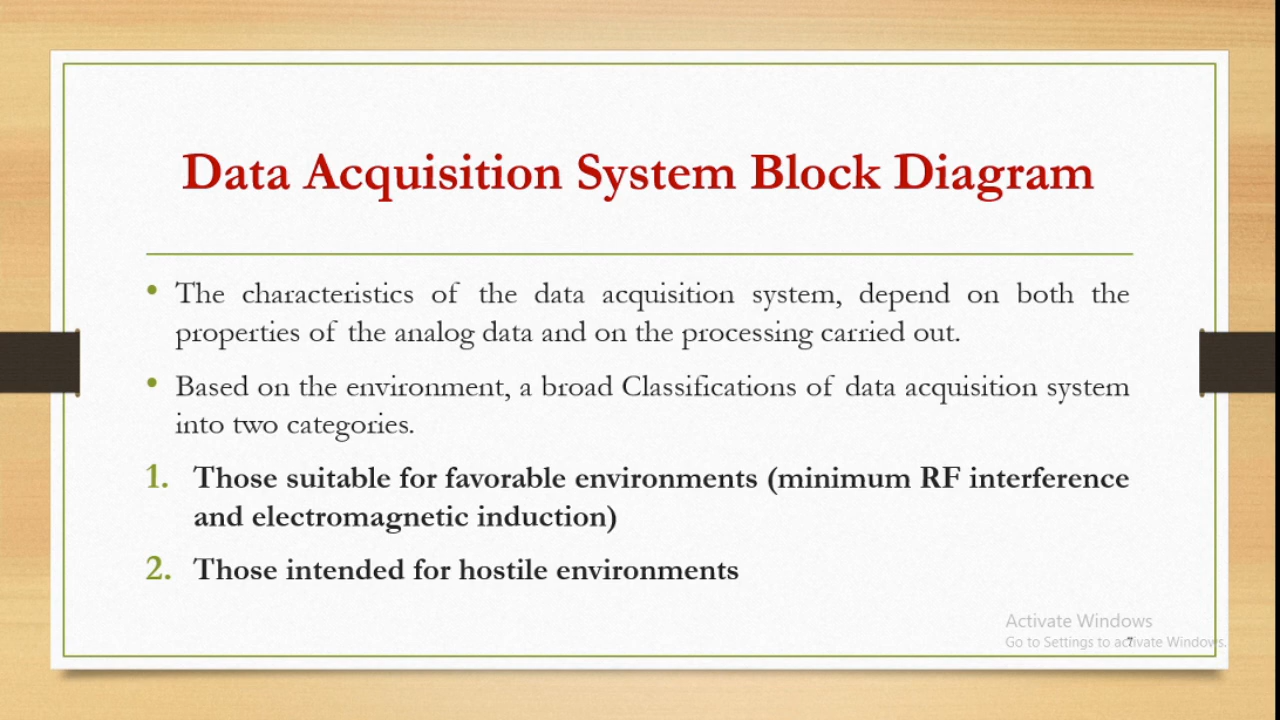 Data Acquisition System Block Diagram
• The characteristics of the data acquisition system, depend on both the
properties of the analog data and on the processing carried out.
• Based on the environment, a broad Classifications of data acquisition system
into two categories.
1. Those suitable for favorable environments (minimum RF interference
and electromagnetic induction)
2. Those intended for hostile environments
Activate Windows
Go to Settings to activate Windows.
7